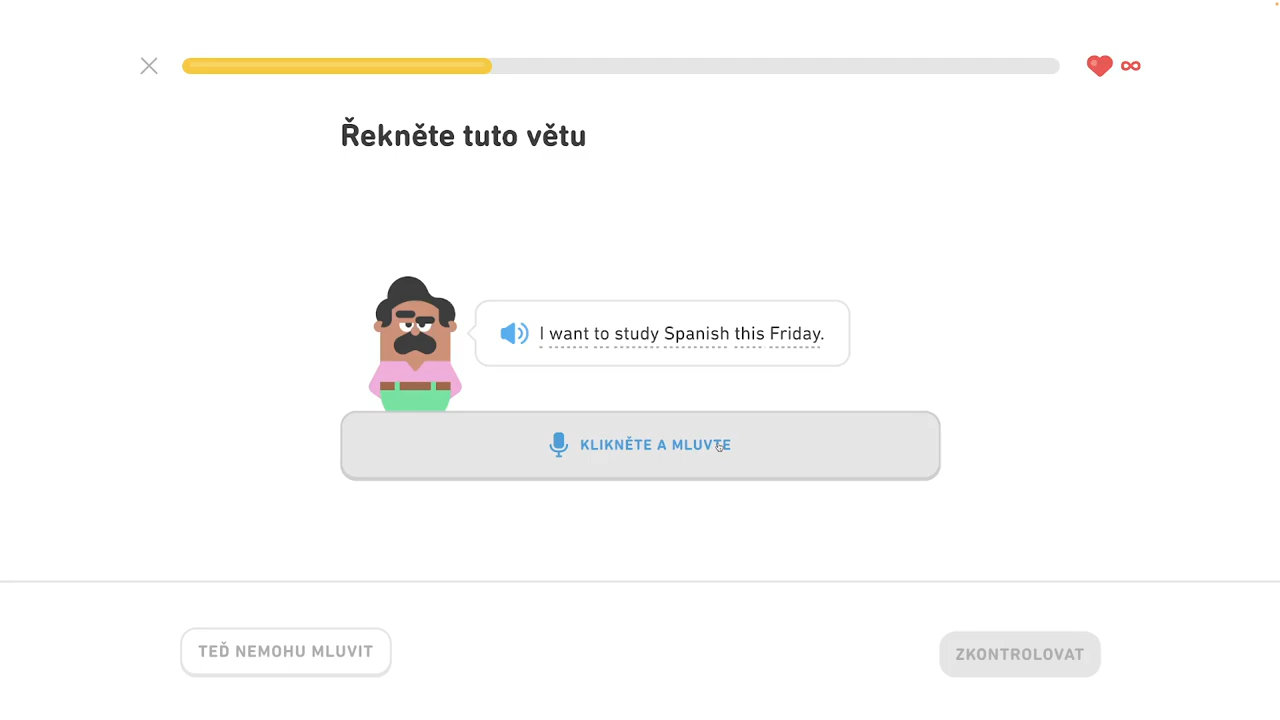 Řekněte tuto větu
I want to study Spanish this Friday.
KLIKNĚTE A MLUVTE
TEĎ NEMOHU MLUVIT
ZKONTROLOVAT